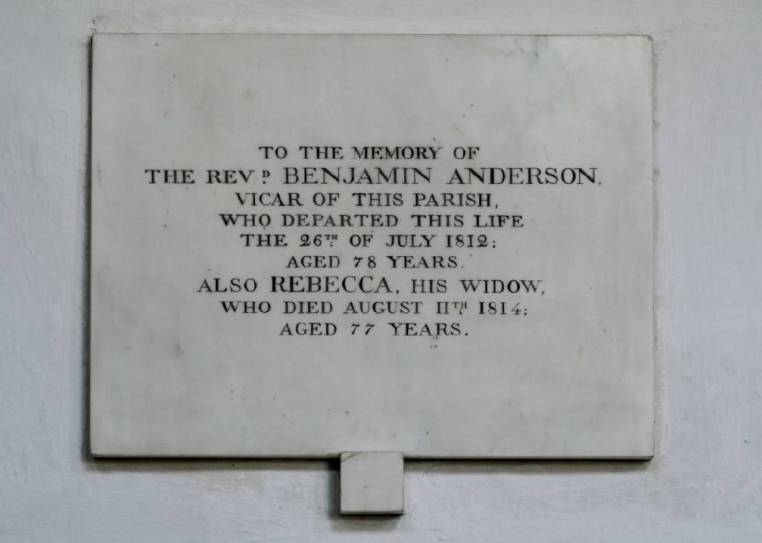 TO THE MEMORY OF
THE REVD. BENJAMIN ANDERSON,
VICAR OF THIS PARISH,
WHO DEPARTED THIS LIFE
THE 26TH. OF JULY 1812:
AGED 78 YEARS.
ALSO REBECCA, HIS WIDOW,
WHO DIED AUGUST 11TH. 1814:
AGED 77 YEARS.